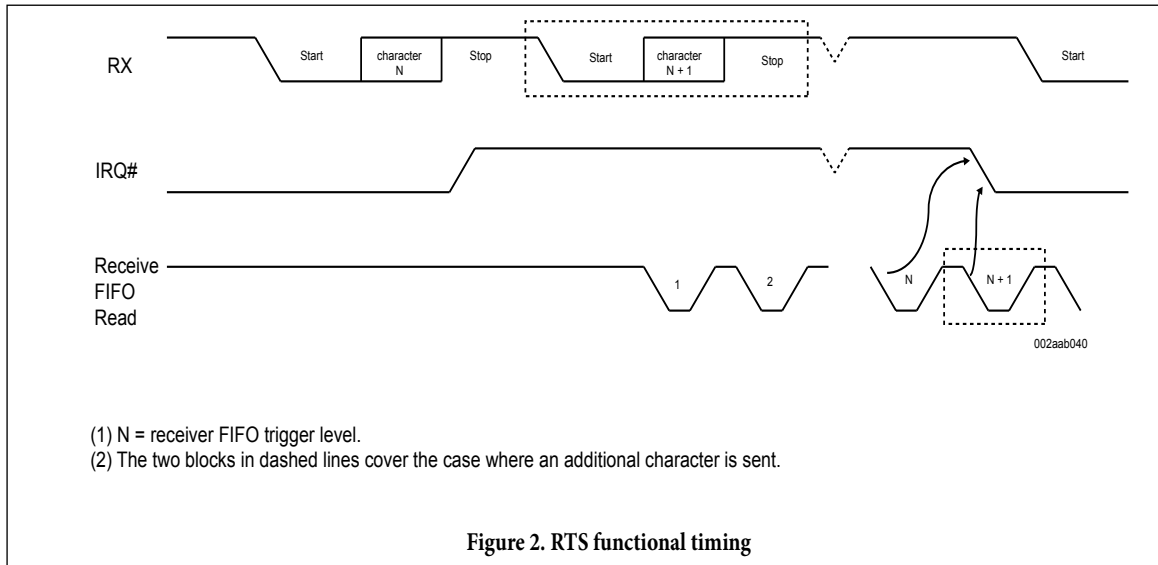 RX
Start
character
N
Stop
Start
character
N + 1
Stop
Start
IRQ#
Receive
FIFO
Read
1
2
N
N + 1
002aab040
(1) N = receiver FIFO trigger level.
(2) The two blocks in dashed lines cover the case where an additional character is sent.
Figure 2. RTS functional timing